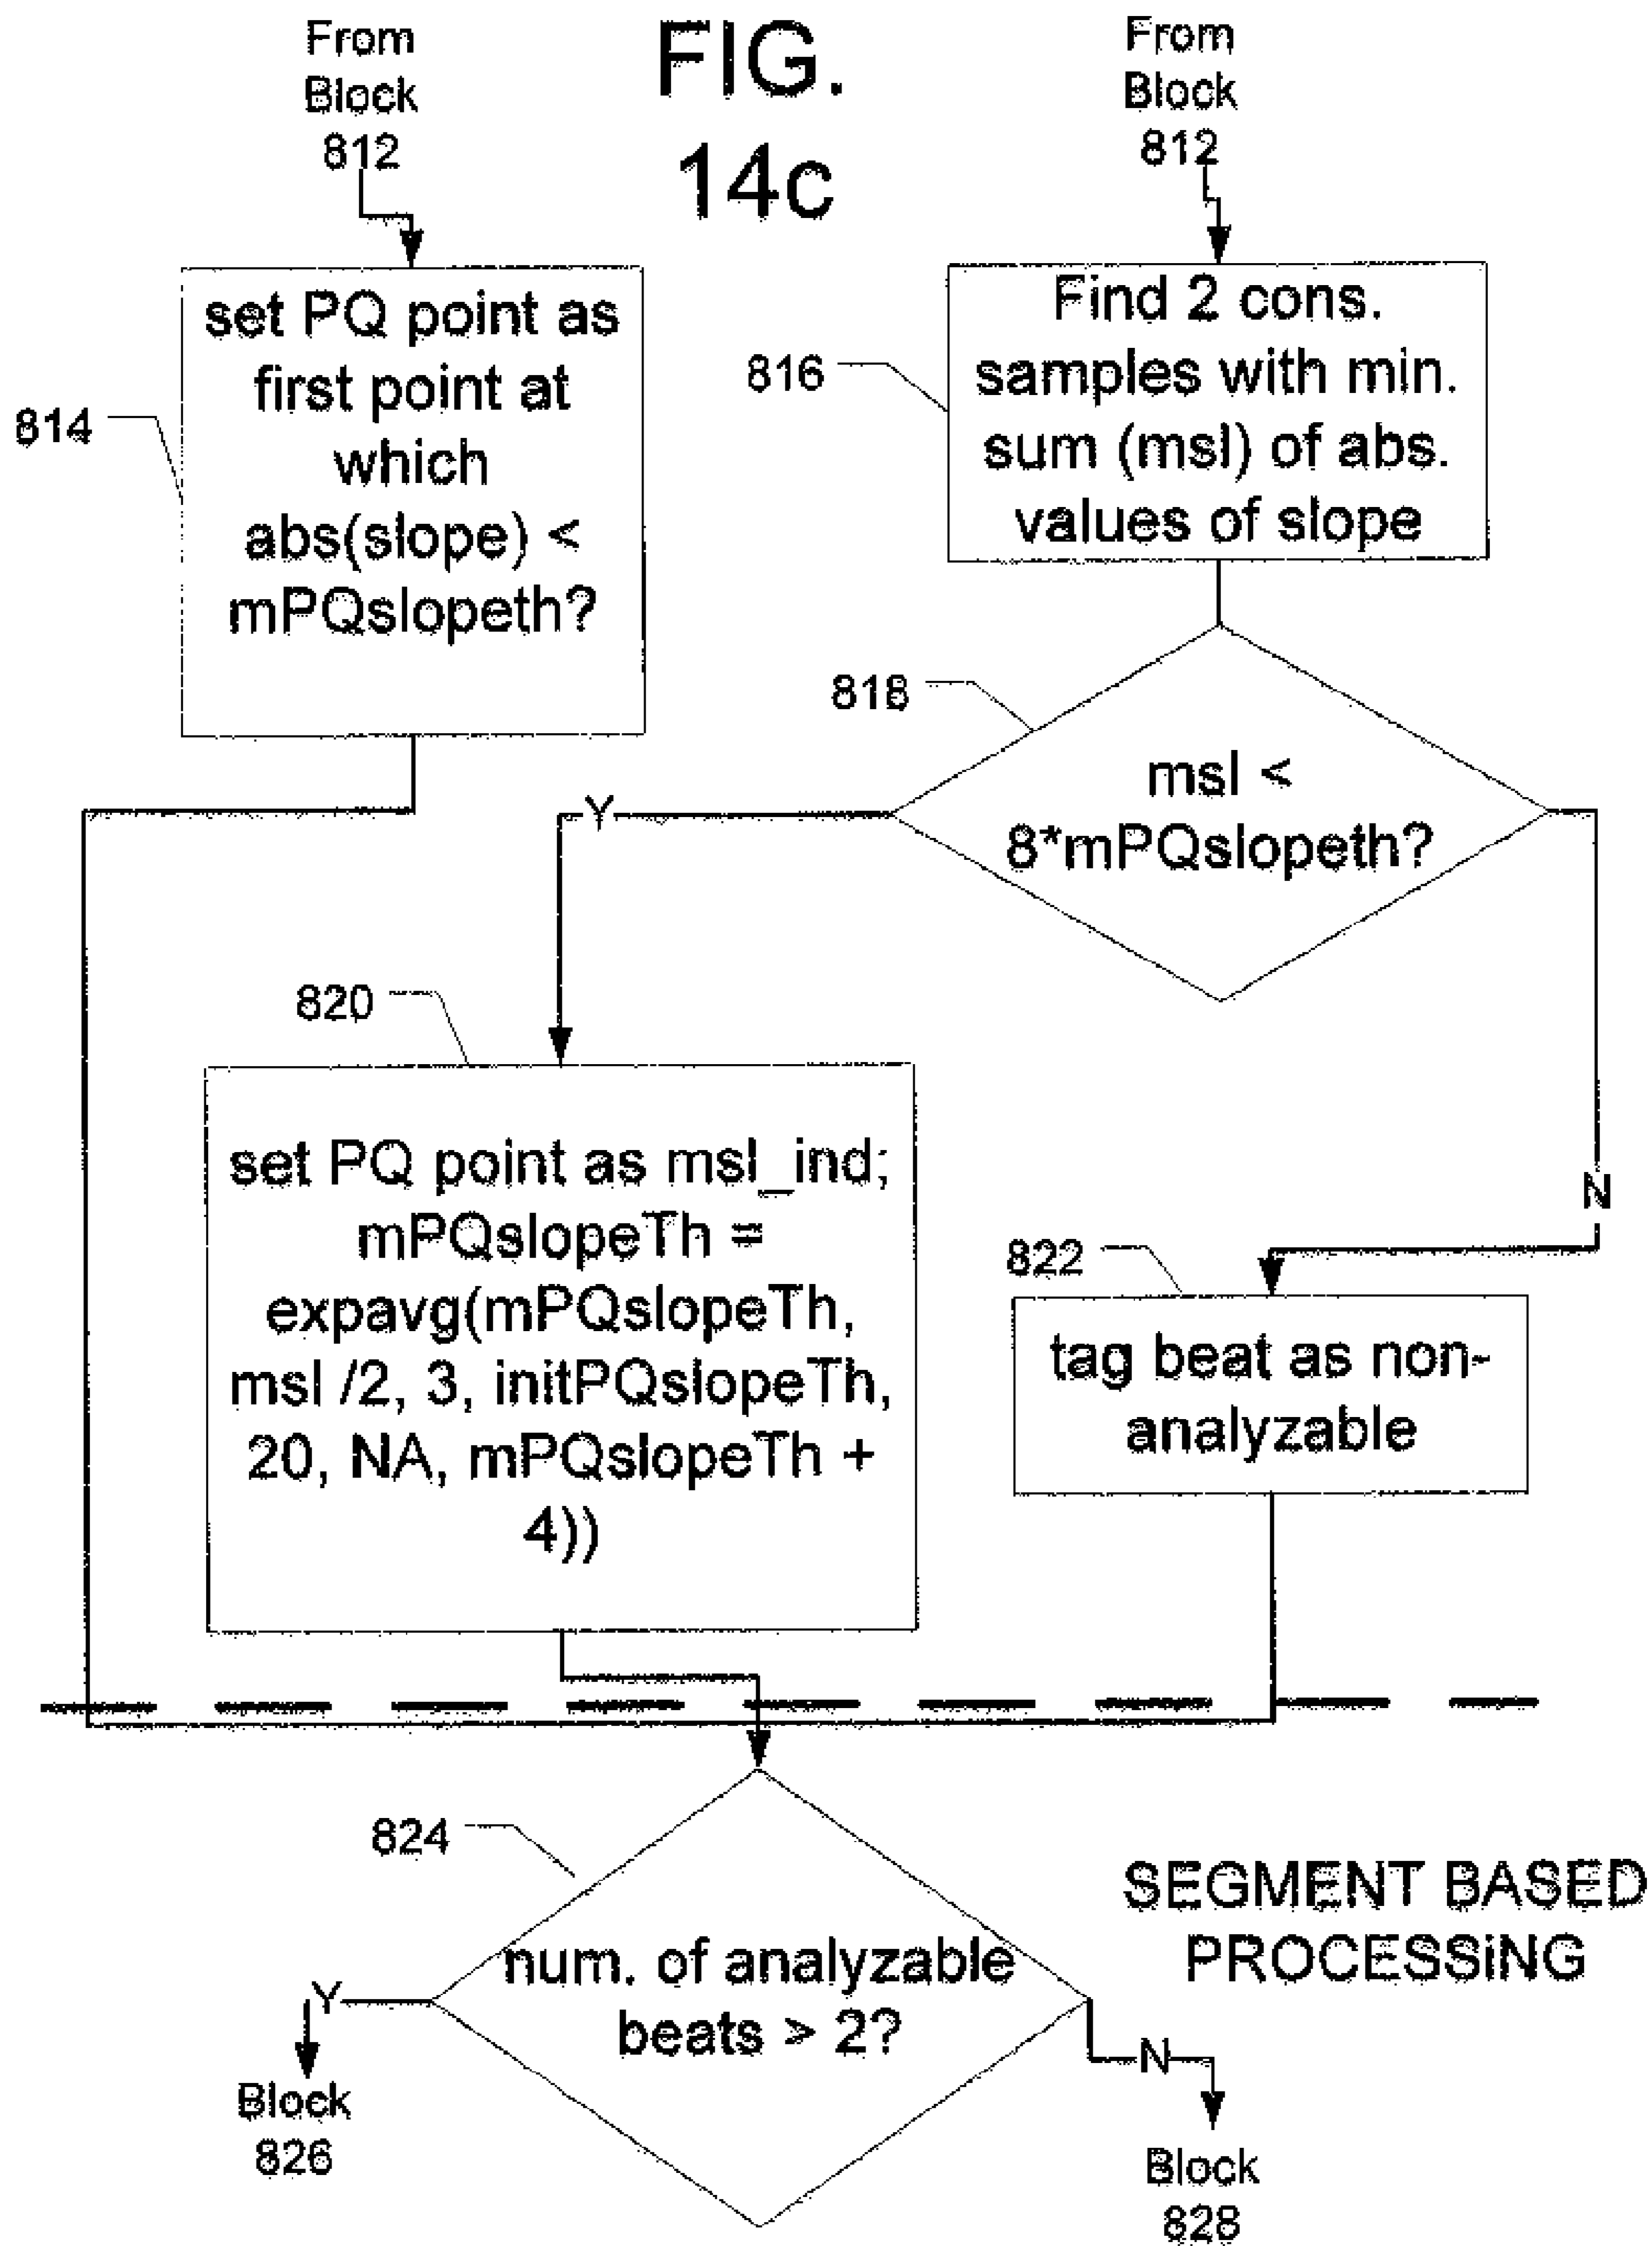 From
Block
812
FIG.
14c
From
Block
812
814
set PQ point as
first point at
which
abs(slope) <
mPQslopeth?
816
Find 2 cons.
samples with min.
sum (msl) of abs.
values of slope
818
msl <
8*mPQslopeth?
Y
N
820
set PQ point as msl_ind;
mPQslopeTh =
expavg(mPQslopeTh,
msl /2, 3, initPQslopeTh,
20, NA, mPQslopeTh +
4))
822
tag beat as non-
analyzable
824
num. of analyzable
beats > 2?
SEGMENT BASED
PROCESSING
Y
Block
826
N
Block
828